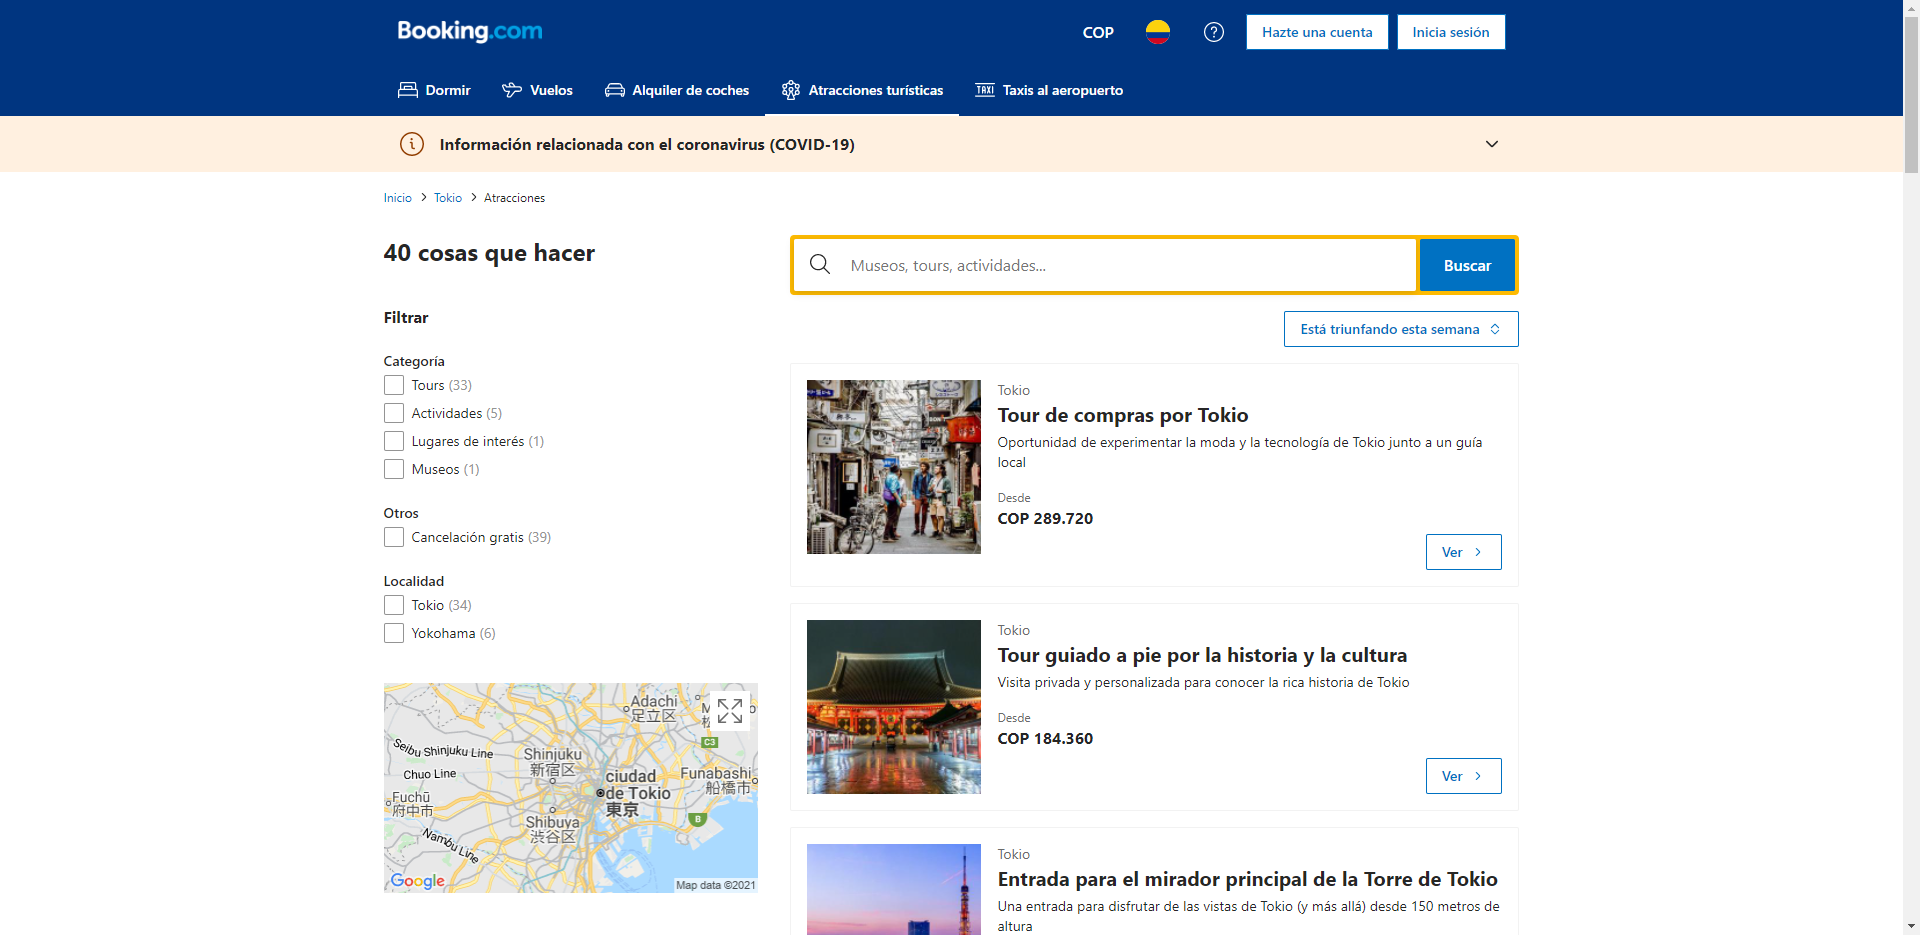 Booking.com
COP
Hazte una cuenta
Inicia sesión
Dormir
Vuelos
Alquiler de coches
Atracciones turísticas
TAXI
Taxis al aeropuerto
Información relacionada con el coronavirus (COVID-19)
Inicio > Tokio > Atracciones
40 cosas que hacer
Museos, tours, actividades...
Buscar
Está triunfando esta semana
Filtrar
Categoría
Tours (33)
Actividades (5)
Lugares de interés (1)
Museos (1)
Otros
Cancelación gratis (39)
Localidad
Tokio (34)
Yokohama (6)
Adachi
足立区
C3
Seibu Shinjuku Line
Shinjuku
新宿区
Chuo Line
ciudad
de Tokio
東京
Funabashi
船橋市
Fuchū
府中市
Shibuya
渋谷区
B
Nambu Line
Google
Map data ©2021
Tokio
Tour de compras por Tokio
Oportunidad de experimentar la moda y la tecnología de Tokio junto a un guía
local
Desde
COP 289.720
Ver
Tokio
Tour guiado a pie por la historia y la cultura
Visita privada y personalizada para conocer la rica historia de Tokio
Desde
COP 184.360
Ver
Tokio
Entrada para el mirador principal de la Torre de Tokio
Una entrada para disfrutar de las vistas de Tokio (y más allá) desde 150 metros de
altura